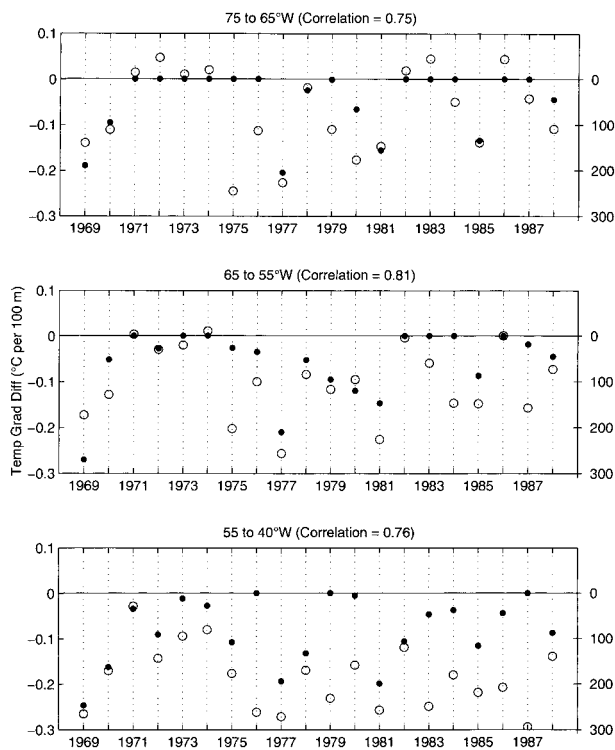 75 to 65°W (Correlation = 0.75)
0.1
0 0
−0.1 100
−0.2 200
−0.3 300
1969 1971 1973 1975 1977 1979 1981 1983 1985 1987
65 to 55°W (Correlation = 0.81)
Temp Grad Diff (°C per 100 m)
0.1
0 0
−0.1 100
−0.2 200
−0.3 300
1969 1971 1973 1975 1977 1979 1981 1983 1985 1987
55 to 40°W (Correlation = 0.76)
0.1
0 0
−0.1 100
−0.2 200
−0.3 300
1969 1971 1973 1975 1977 1979 1981 1983 1985 1987